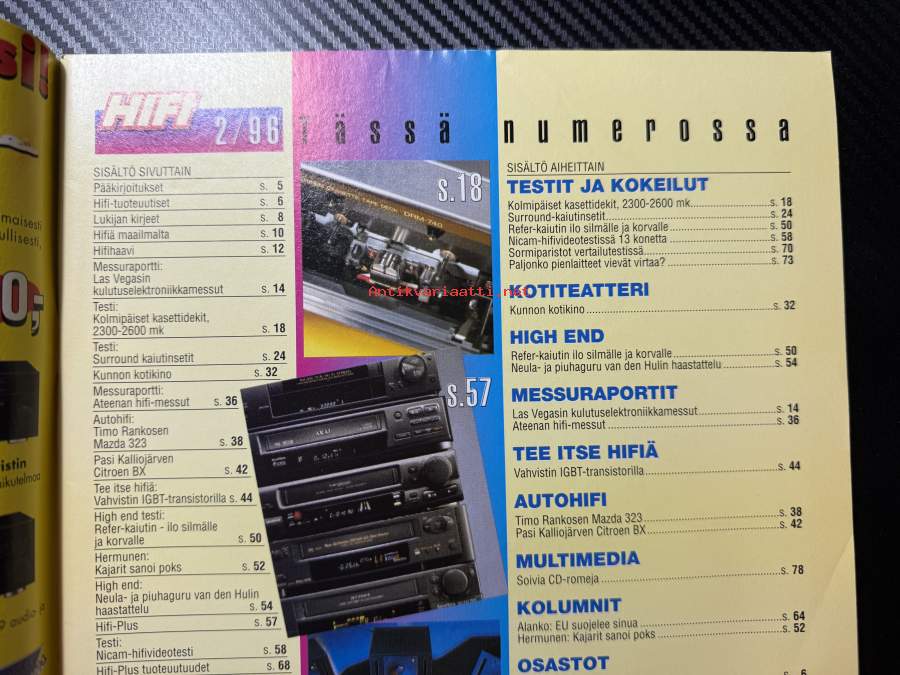 si!
HIFI
2/96
Tässä numerossa
SISÄLTÖ SIVUTTAIN
Pääkirjoitukset s. 5
Hifi-tuoteuutiset s. 6
Lukijan kirjeet s. 8
Hifiä maailmalta s. 10
Hifihaavi s. 12
Messuraportti:
Las Vegasin
kulutuselektroniikkamessut s. 14
Testi:
Kolmipäiset kasettidekit,
2300-2600 mk s. 18
Testi:
Surround kaiutinsetit s. 24
Kunnon kotikino s. 32
Messuraportti:
Ateenan hifi-messut s. 36
Autohifi:
Timo Rankosen
Mazda 323 s. 38
Pasi Kalliojärven
Citroen BX s. 42
Tee itse hifiä:
Vahvistin IGBT-transistorilla s. 44
High end testi:
Refer-kaiutin - ilo silmälle
ja korvalle s. 50
Hermunen:
Kajarit sanoi poks s. 52
High end:
Neula- ja piuhaguru van den Hulin
haastattelu s. 54
Hifi-Plus s. 57
Testi:
Nicam-hifivideotesti s. 58
Hifi-Plus tuoteuutuudet s. 68
s.18
CASSETTE TAPE DECK DRM-740
s.57
AKAI
SISÄLTÖ AIHEITTAIN
TESTIT JA KOKEILUT
Kolmipäiset kasettidekit, 2300-2600 mk s. 18
Surround-kaiutinsetit s. 24
Refer-kaiutin ilo silmälle ja korvalle s. 50
Nicam-hifivideotestissä 13 konetta s. 58
Sormiparistot vertailutestissä s. 70
Paljonko pienlaitteet vievät virtaa? s. 73
KOTITEATTERI
Kunnon kotikino s. 32
HIGH END
Refer-kaiutin ilo silmälle ja korvalle s. 50
Neula- ja piuhaguru van den Hulin haastattelu s. 54
MESSURAPORTIT
Las Vegasin kulutuselektroniikkamessut s. 14
Ateenan hifi-messut s. 36
TEE ITSE HIFIÄ
Vahvistin IGBT-transistorilla s. 44
AUTOHIFI
Timo Rankosen Mazda 323 s. 38
Pasi Kalliojärven Citroen BX s. 42
MULTIMEDIA
Soivia CD-romeja s. 78
KOLUMNIT
Alanko: EU suojelee sinua s. 64
Hermunen: Kajarit sanoi poks s. 52
OSASTOT
s. 6
Antikvariaatti.net